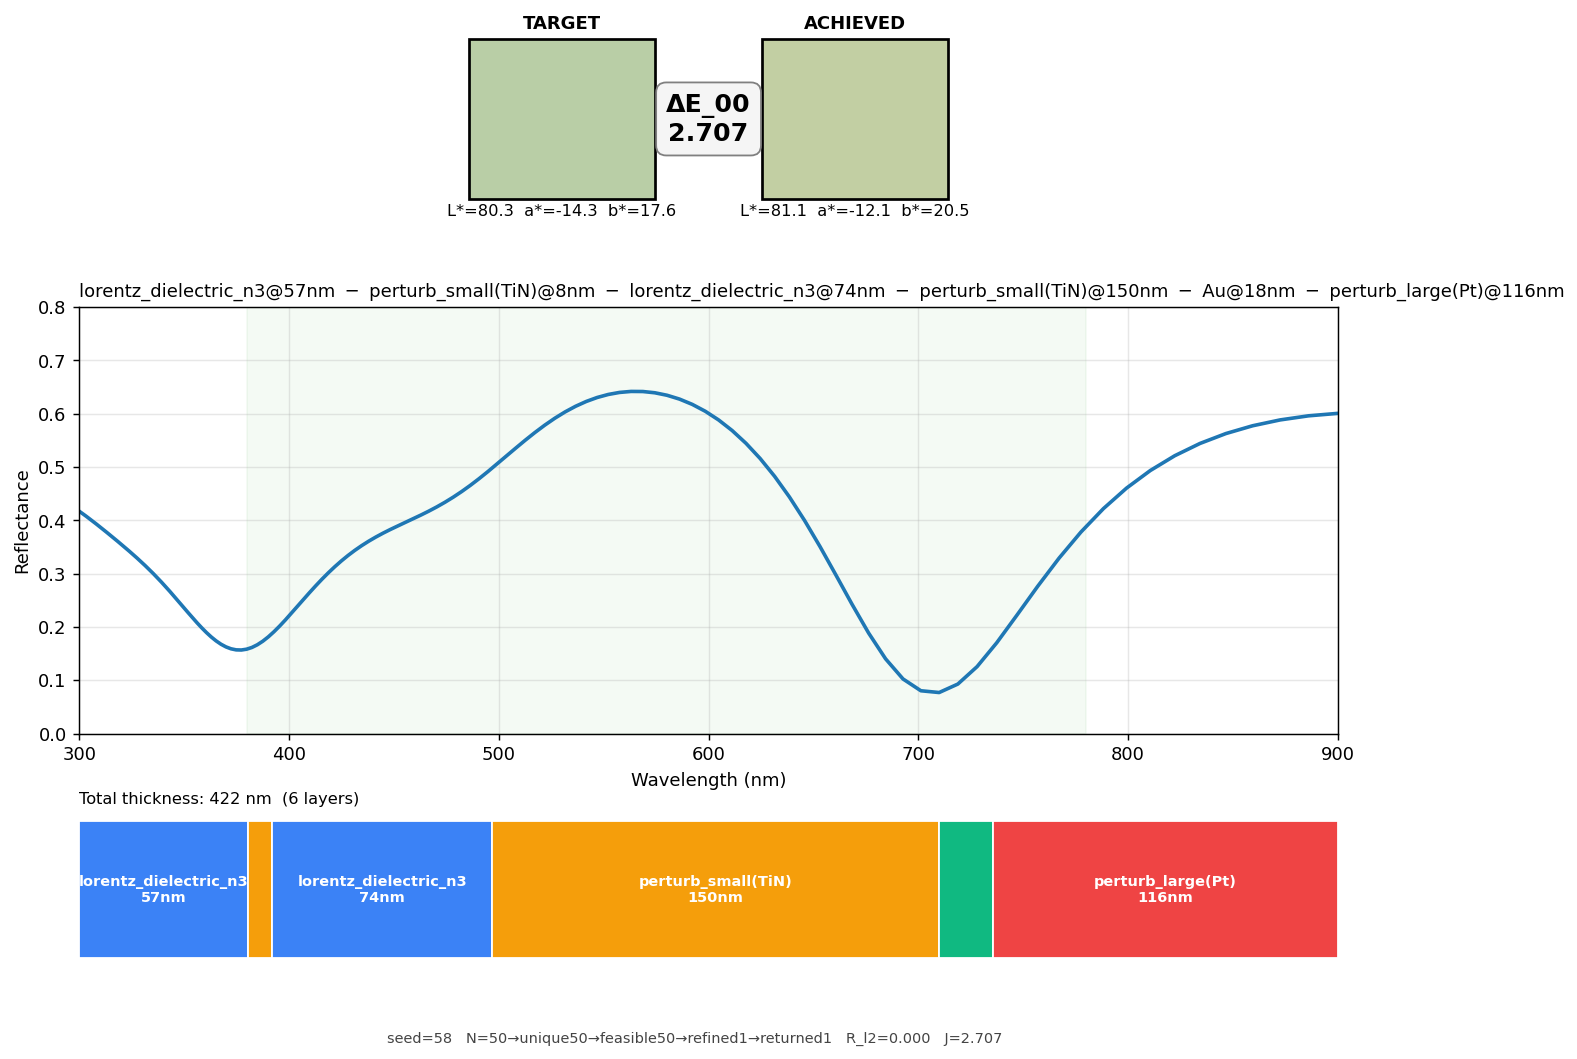 TARGET
ACHIEVED
ΔE_00
2.707
L*=80.3  a*=-14.3  b*=17.6
L*=81.1  a*=-12.1  b*=20.5
lorentz_dielectric_n3@57nm − perturb_small(TiN)@8nm − lorentz_dielectric_n3@74nm − perturb_small(TiN)@150nm − Au@18nm − perturb_large(Pt)@116nm
0.8
0.7
0.6
0.5
0.4
0.3
0.2
0.1
0.0
Reflectance
300 400 500 600 700 800 900
Wavelength (nm)
Total thickness: 422 nm  (6 layers)
lorentz_dielectric_n3
57nm
lorentz_dielectric_n3
74nm
perturb_small(TiN)
150nm
perturb_large(Pt)
116nm
seed=58   N=50→unique50→feasible50→refined1→returned1   R_l2=0.000   J=2.707